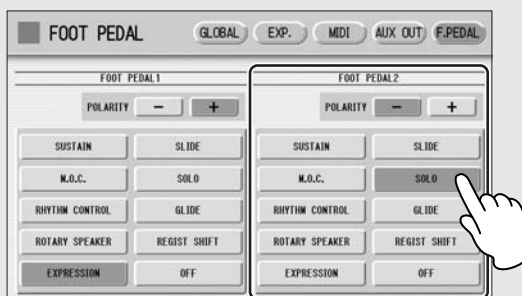 FOOT PEDAL
GLOBAL EXP. MIDI AUX OUT F.PEDAL
FOOT PEDAL1
POLARITY − +
SUSTAIN SLIDE
M.O.C. SOLO
RHYTHM CONTROL GLIDE
ROTARY SPEAKER REGIST SHIFT
EXPRESSION OFF
FOOT PEDAL2
POLARITY − +
SUSTAIN SLIDE
M.O.C. SOLO
RHYTHM CONTROL GLIDE
ROTARY SPEAKER REGIST SHIFT
EXPRESSION OFF